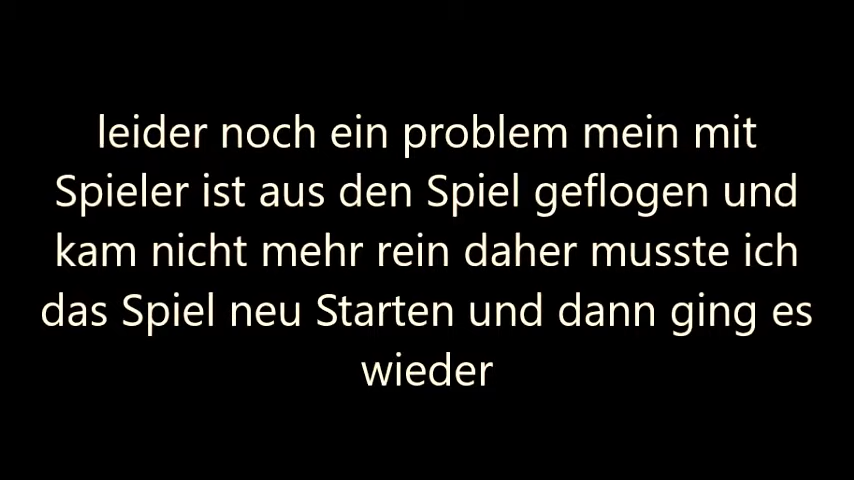 leider noch ein problem mein mit
Spieler ist aus den Spiel geflogen und
kam nicht mehr rein daher musste ich
das Spiel neu Starten und dann ging es
wieder